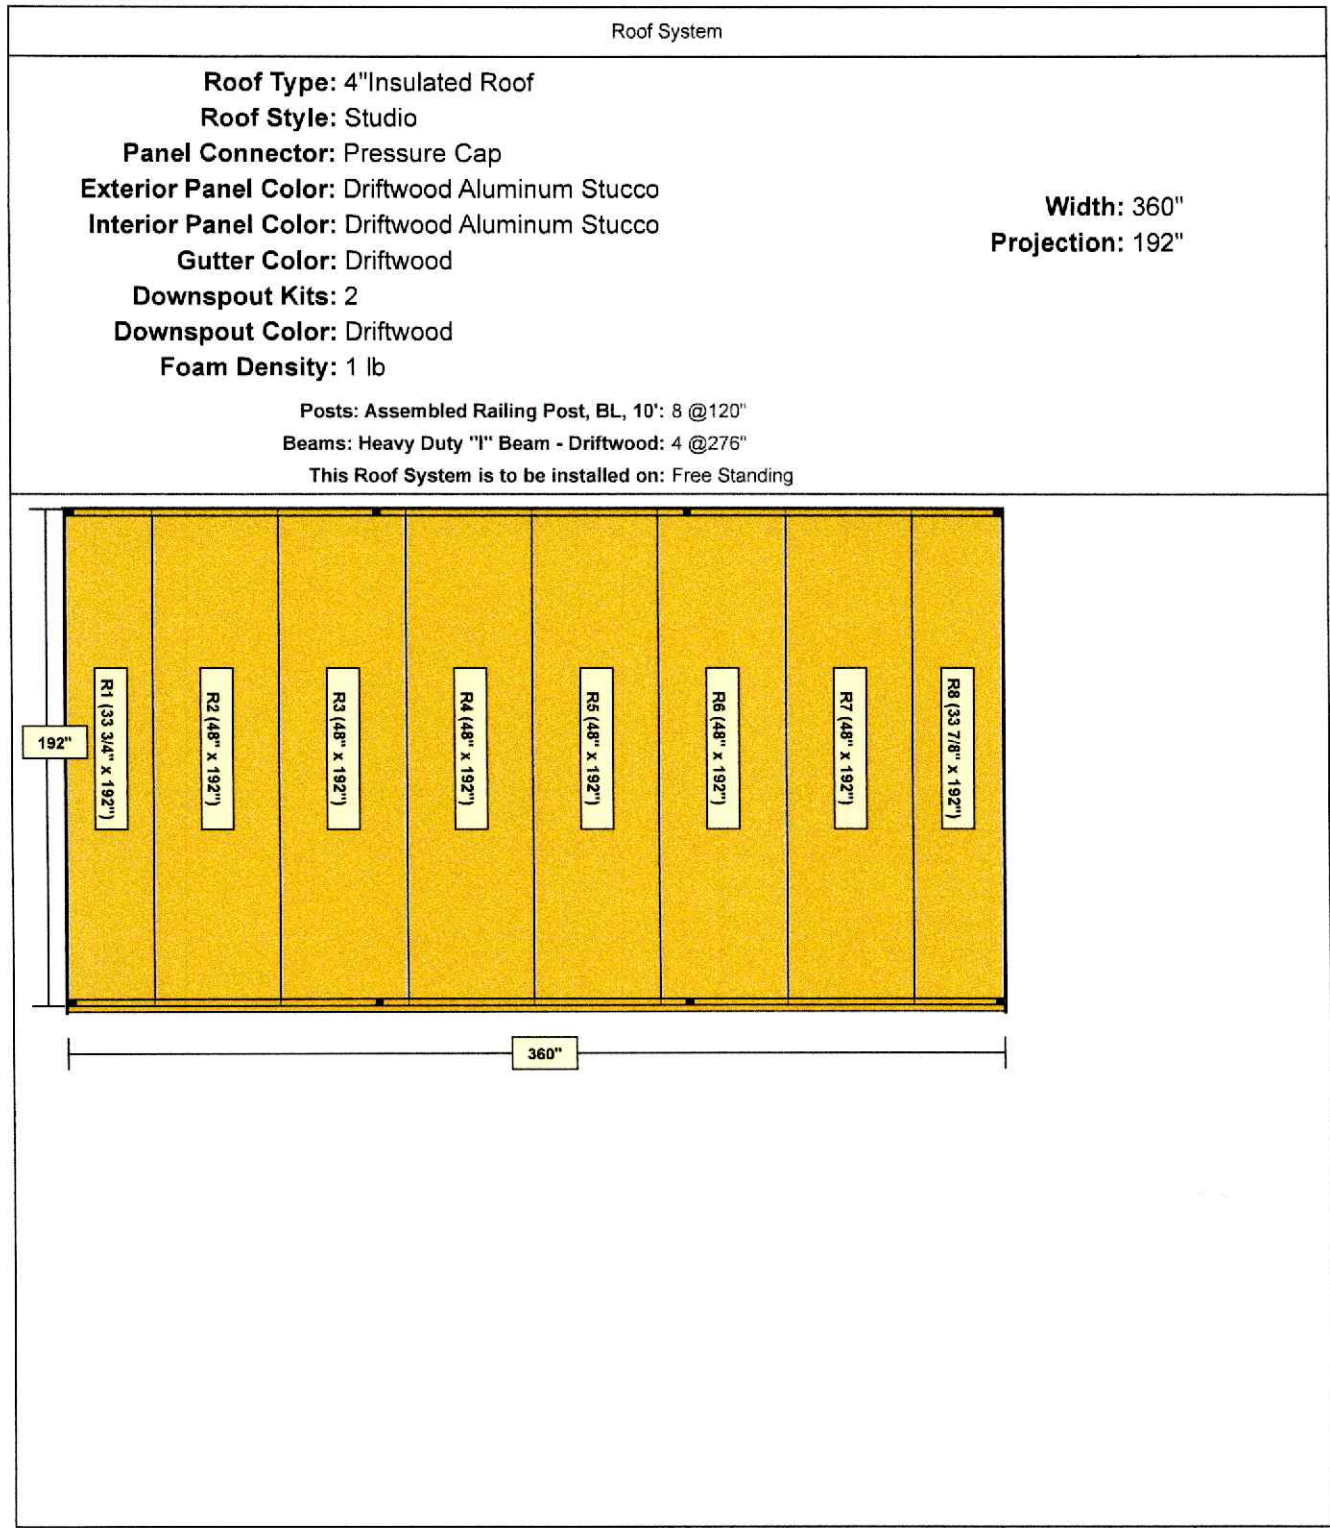 Roof System
Roof Type: 4"Insulated Roof
Roof Style: Studio
Panel Connector: Pressure Cap
Exterior Panel Color: Driftwood Aluminum Stucco
Interior Panel Color: Driftwood Aluminum Stucco
Gutter Color: Driftwood
Downspout Kits: 2
Downspout Color: Driftwood
Foam Density: 1 lb
Width: 360"
Projection: 192"
Posts: Assembled Railing Post, BL, 10': 8 @120"
Beams: Heavy Duty "I" Beam - Driftwood: 4 @276"
This Roof System is to be installed on: Free Standing
192"
R1 (33 3/4" x 192")
R2 (48" x 192")
R3 (48" x 192")
R4 (48" x 192")
R5 (48" x 192")
R6 (48" x 192")
R7 (48" x 192")
R8 (33 7/8" x 192")
360"